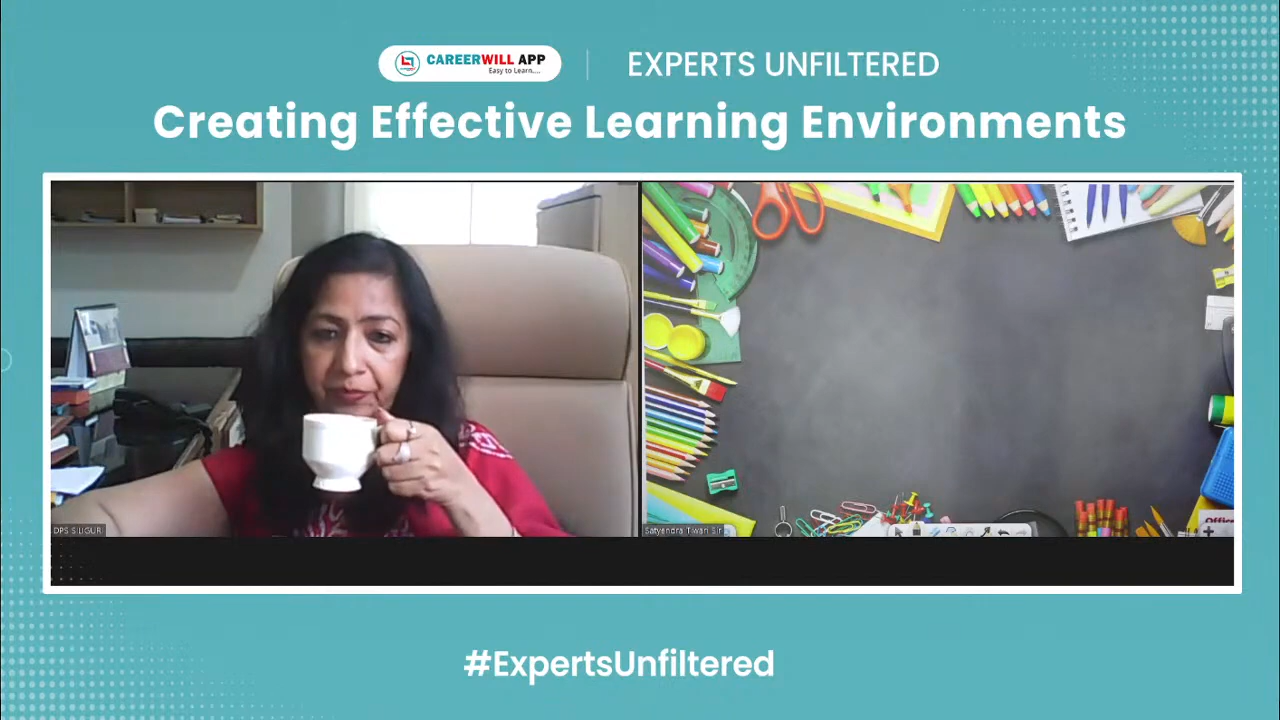 CAREERWILL APP
Easy to Learn....
EXPERTS UNFILTERED
Creating Effective Learning Environments
DPS SILIGURI
Satyendra Tiwari Sir
#ExpertsUnfiltered